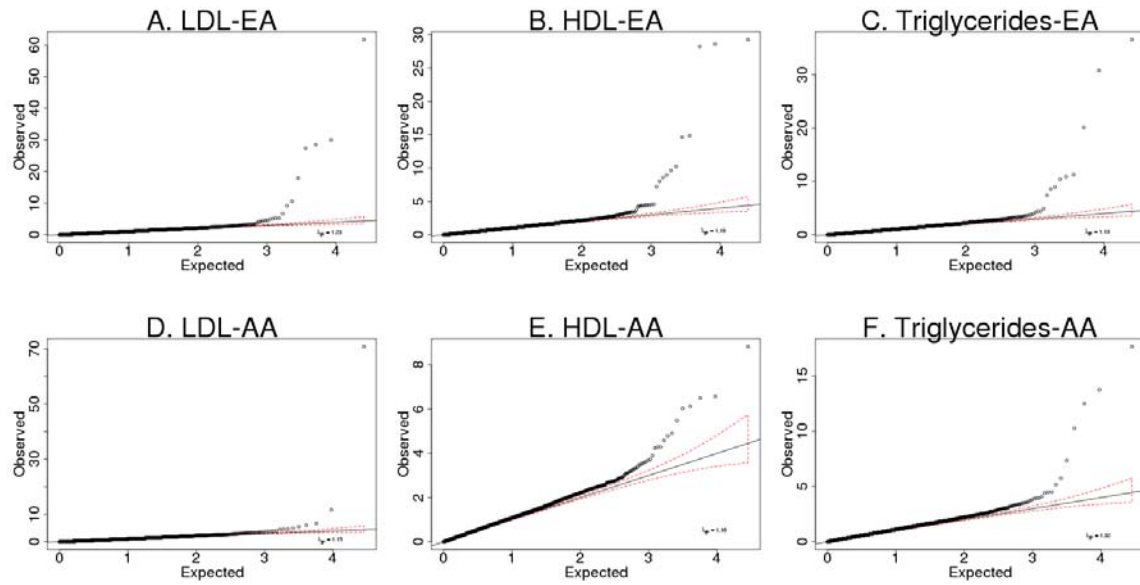 A. LDL-EA
B. HDL-EA
C. Triglycerides-EA
Observed
60
50
40
30
20
10
0
0 1 2 3 4
Expected
Observed
30
25
20
15
10
5
0
0 1 2 3 4
Expected
Observed
30
20
10
0
0 1 2 3 4
Expected
D. LDL-AA
E. HDL-AA
F. Triglycerides-AA
Observed
70
50
30
10
0
0 1 2 3 4
Expected
Observed
8
6
4
2
0
0 1 2 3 4
Expected
Observed
15
10
5
0
0 1 2 3 4
Expected